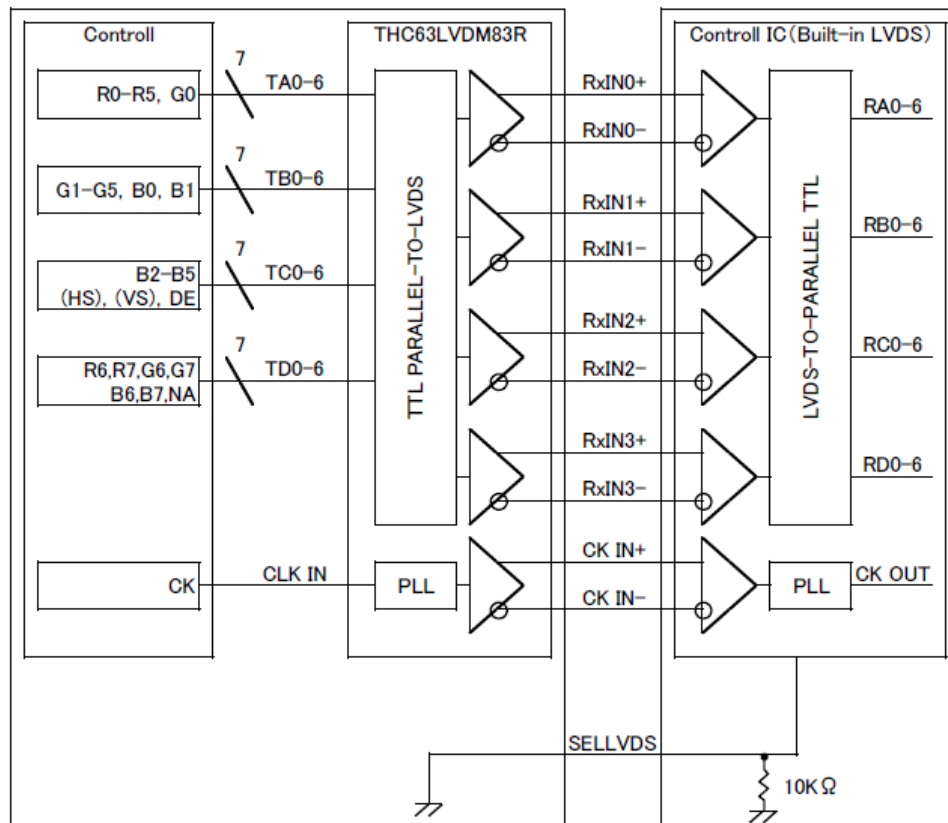 Controll
THC63LVDM83R
Controll IC(Built-in LVDS)
R0-R5, G0
7
TA0-6
RxIN0+
RxIN0-
RA0-6
G1-G5, B0, B1
7
TB0-6
RxIN1+
RxIN1-
RB0-6
B2-B5
(HS), (VS), DE
7
TC0-6
RxIN2+
RxIN2-
RC0-6
R6,R7,G6,G7
B6,B7,NA
7
TD0-6
RxIN3+
RxIN3-
RD0-6
TTL PARALLEL-TO-LVDS
LVDS-TO-PARALLEL TTL
CK
CLK IN
PLL
CK IN+
CK IN-
PLL
CK OUT
SELLVDS
10KΩ